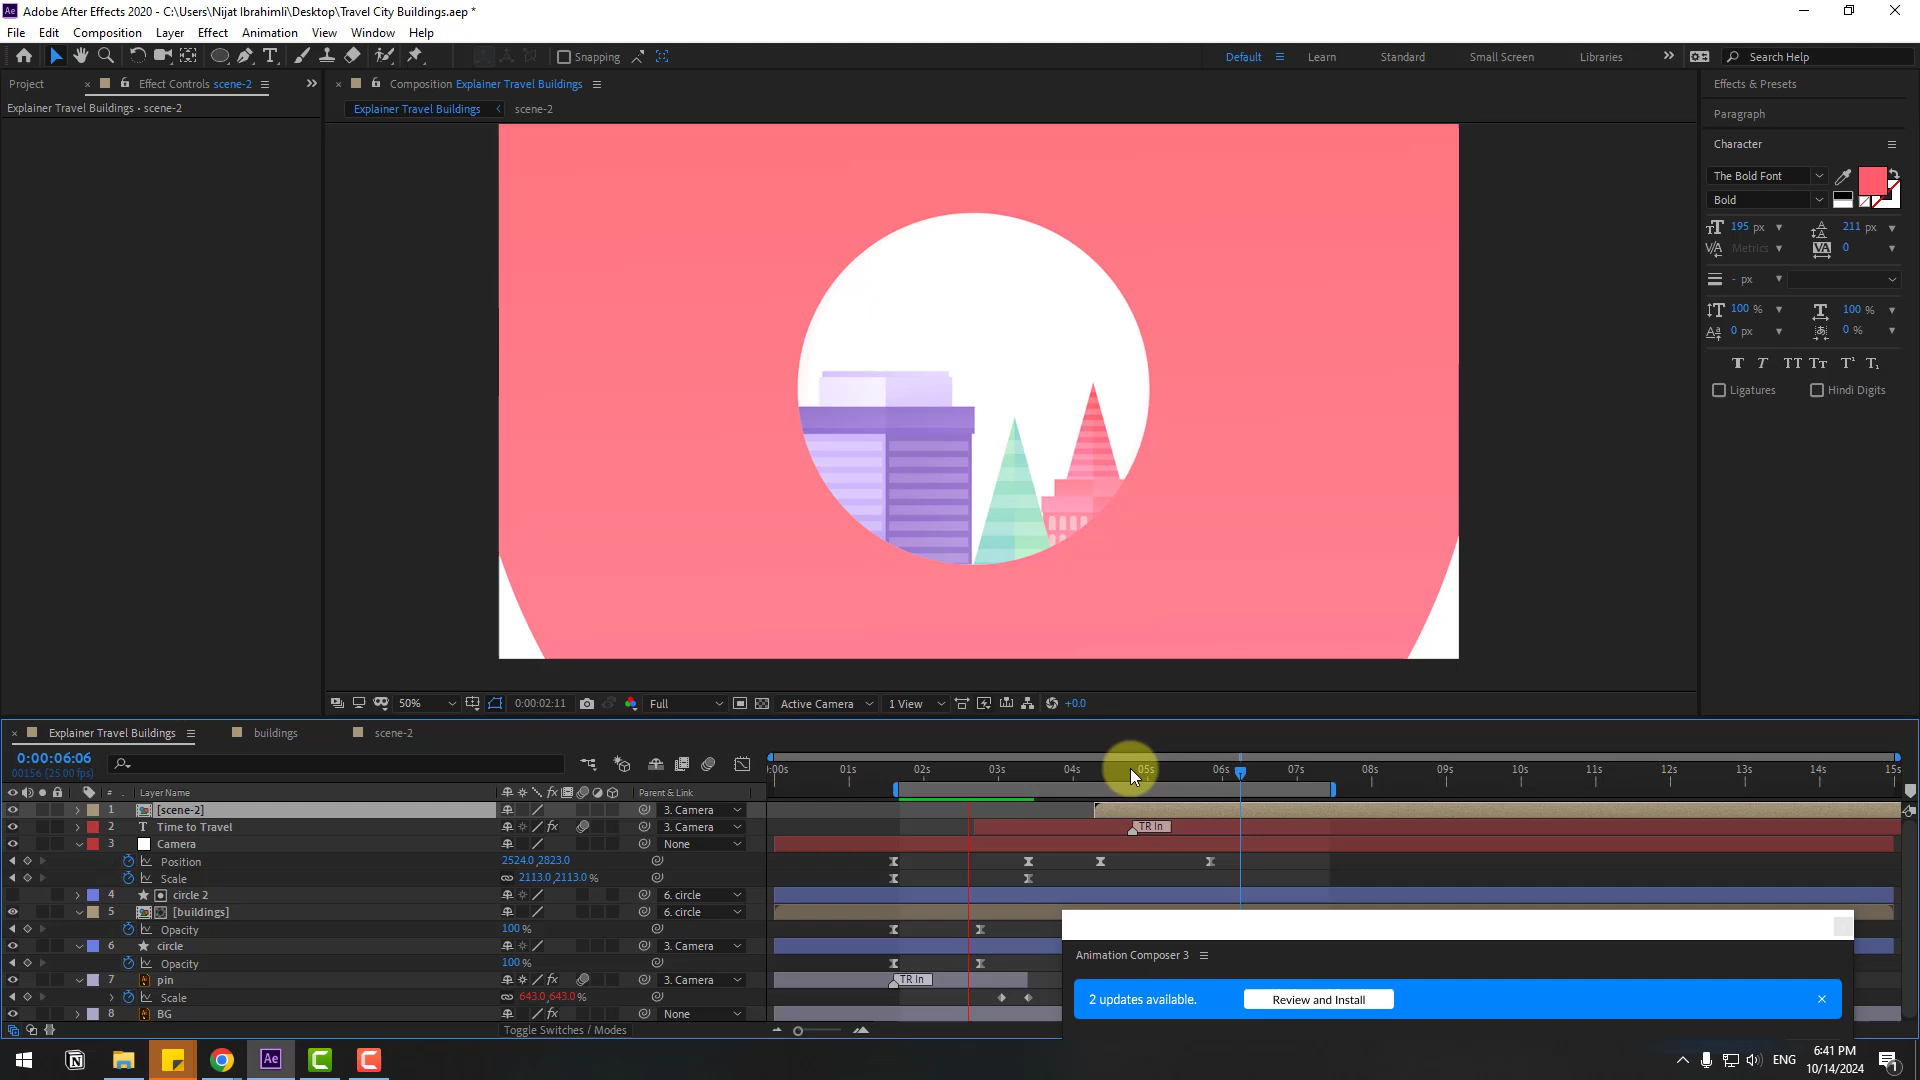 Adobe After Effects 2020 - C:\Users\Nijat Ibrahimli\Desktop\Travel City Buildings.aep *
File Edit Composition Layer Effect Animation View Window Help
Snapping Default Learn Standard Small Screen Libraries Search Help
Project Effect Controls scene-2 Composition Explainer Travel Buildings Effects & Presets
Explainer Travel Buildings • scene-2 Explainer Travel Buildings scene-2
Paragraph
Character
The Bold Font
Bold
195 px 211 px
Metrics 0
- px
100 % 100 %
0 px 0 %
Ligatures Hindi Digits
50% 0:00:02:11 Full Active Camera 1 View +0.0
Explainer Travel Buildings buildings scene-2
0:00:06:06
00156 (25.00 fps)
:00s 01s 02s 03s 04s 05s 06s 07s 08s 09s 10s 11s 12s 13s 14s 15s
# Layer Name Parent & Link
1 [scene-2] 3. Camera
2 T Time to Travel 3. Camera TR In
3 Camera None
Position 2524.0,2823.0
Scale 2113.0,2113.0 %
4 circle 2 6. circle
5 [buildings] 6. circle
Opacity 100 %
6 circle 3. Camera
Opacity 100 %
7 pin 3. Camera TR In
Scale 643.0,643.0 %
8 BG None
Toggle Switches / Modes
Animation Composer 3
2 updates available. Review and Install
ENG 6:41 PM
10/14/2024
1